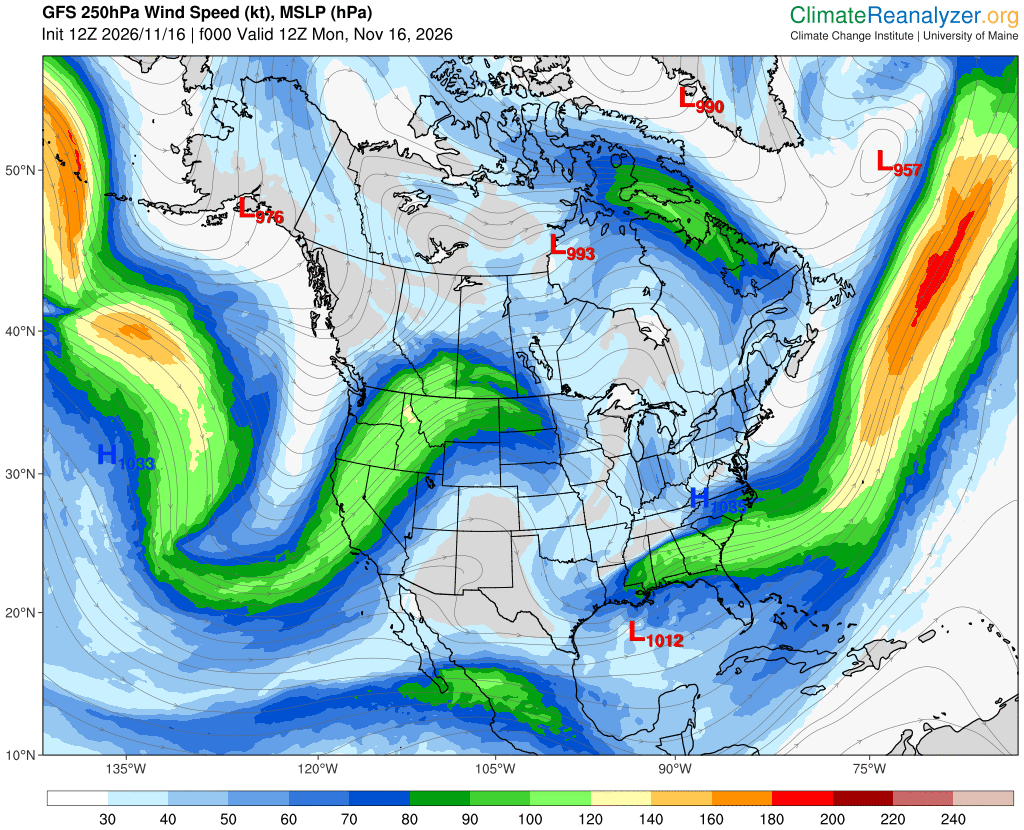 GFS 250hPa Wind Speed (kt), MSLP (hPa)
Init 12Z 2026/11/16 | f000 Valid 12Z Mon, Nov 16, 2026
ClimateReanalyzer.org
Climate Change Institute | University of Maine
L990
L957
50°N
L976
L993
40°N
H1033
30°N
H1035
20°N
L1012
10°N
135°W 120°W 105°W 90°W 75°W
30 40 50 60 70 80 90 100 120 140 160 180 200 220 240